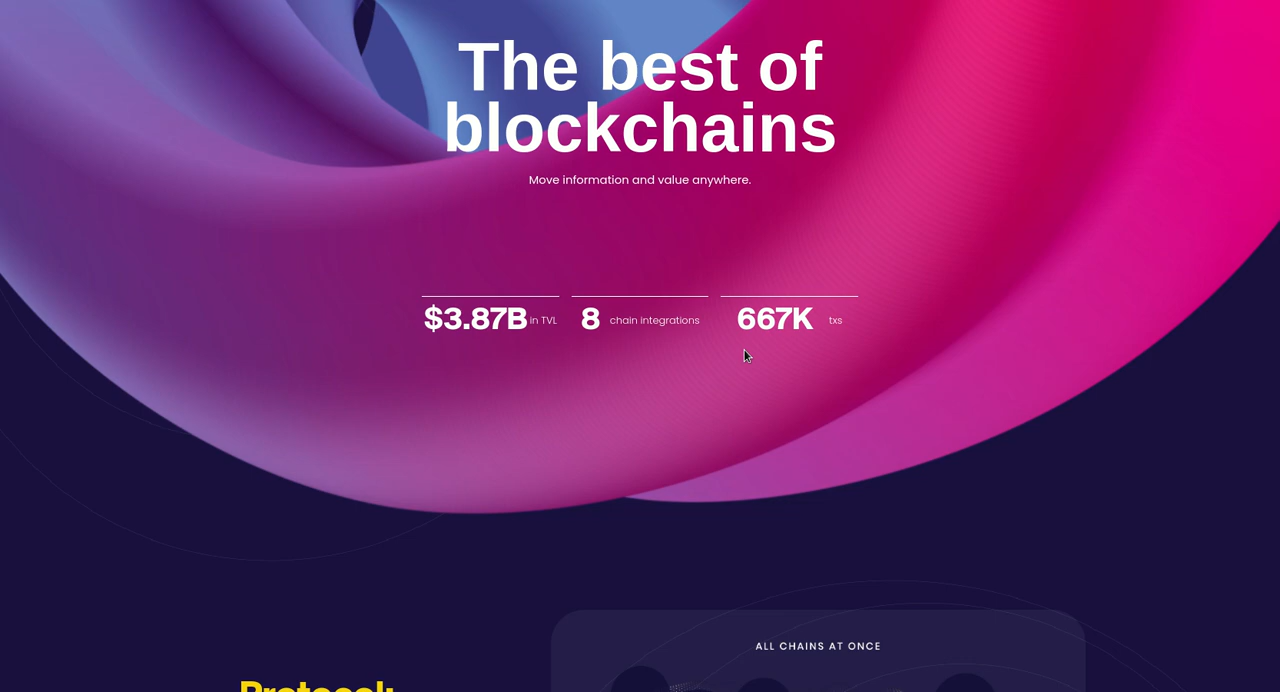 The best of
blockchains
Move information and value anywhere.
$3.87B in TVL 8 chain integrations 667K txs
ALL CHAINS AT ONCE
Protocol: